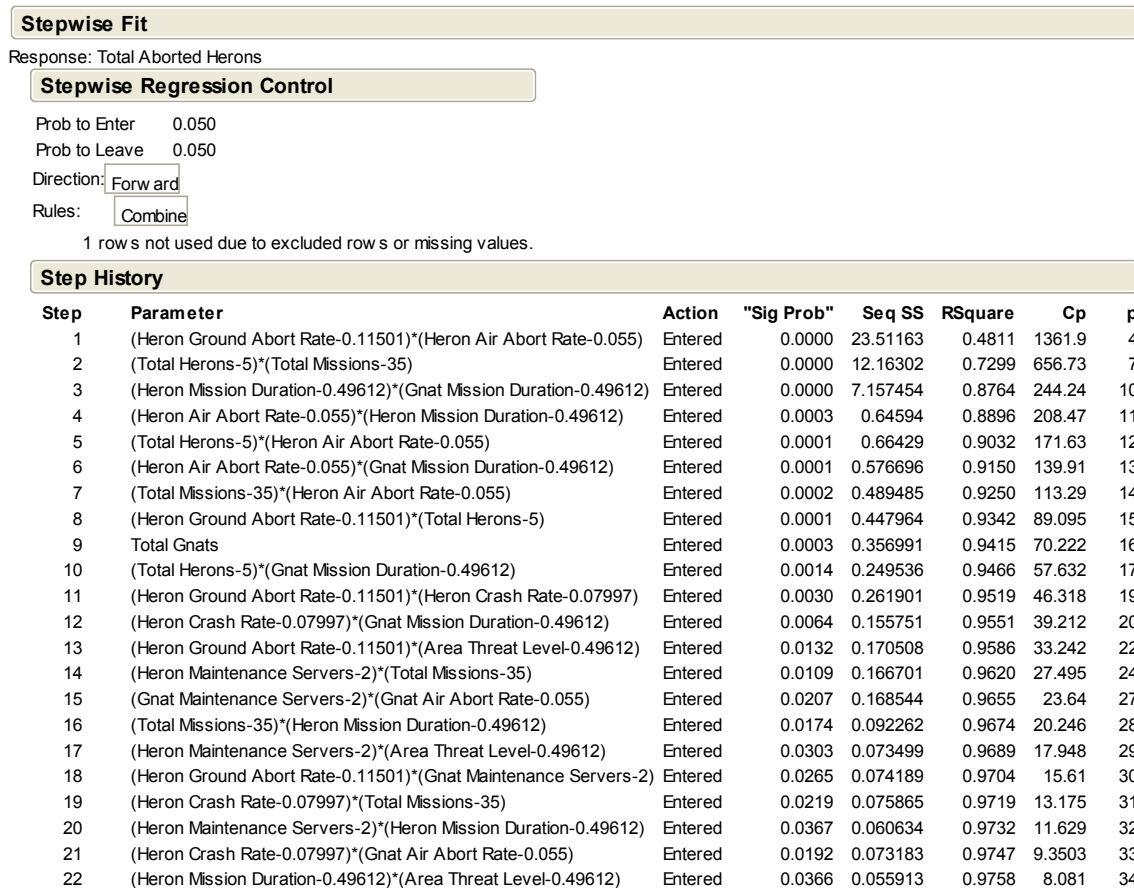 Stepwise Fit
Response: Total Aborted Herons
Stepwise Regression Control
Prob to Enter 0.050
Prob to Leave 0.050
Direction: Forward
Rules: Combine
1 rows not used due to excluded rows or missing values.
Step History
Step Parameter Action "Sig Prob" Seq SS RSquare Cp p
1 (Heron Ground Abort Rate-0.11501)*(Heron Air Abort Rate-0.055) Entered 0.0000 23.51163 0.4811 1361.9 4
2 (Total Herons-5)*(Total Missions-35) Entered 0.0000 12.16302 0.7299 656.73 7
3 (Heron Mission Duration-0.49612)*(Gnat Mission Duration-0.49612) Entered 0.0000 7.157454 0.8764 244.24 10
4 (Heron Air Abort Rate-0.055)*(Heron Mission Duration-0.49612) Entered 0.0003 0.64594 0.8896 208.47 11
5 (Total Herons-5)*(Heron Air Abort Rate-0.055) Entered 0.0001 0.66429 0.9032 171.63 12
6 (Heron Air Abort Rate-0.055)*(Gnat Mission Duration-0.49612) Entered 0.0001 0.576696 0.9150 139.91 13
7 (Total Missions-35)*(Heron Air Abort Rate-0.055) Entered 0.0002 0.489485 0.9250 113.29 14
8 (Heron Ground Abort Rate-0.11501)*(Total Herons-5) Entered 0.0001 0.447964 0.9342 89.095 15
9 Total Gnats Entered 0.0003 0.356991 0.9415 70.222 16
10 (Total Herons-5)*(Gnat Mission Duration-0.49612) Entered 0.0014 0.249536 0.9466 57.632 17
11 (Heron Ground Abort Rate-0.11501)*(Heron Crash Rate-0.07997) Entered 0.0030 0.261901 0.9519 46.318 19
12 (Heron Crash Rate-0.07997)*(Gnat Mission Duration-0.49612) Entered 0.0064 0.155751 0.9551 39.212 20
13 (Heron Ground Abort Rate-0.11501)*(Area Threat Level-0.49612) Entered 0.0132 0.170508 0.9586 33.242 22
14 (Heron Maintenance Servers-2)*(Total Missions-35) Entered 0.0109 0.166701 0.9620 27.495 24
15 (Gnat Maintenance Servers-2)*(Gnat Air Abort Rate-0.055) Entered 0.0207 0.168544 0.9655 23.64 27
16 (Total Missions-35)*(Heron Mission Duration-0.49612) Entered 0.0174 0.092262 0.9674 20.246 28
17 (Heron Maintenance Servers-2)*(Area Threat Level-0.49612) Entered 0.0303 0.073499 0.9689 17.948 29
18 (Heron Ground Abort Rate-0.11501)*(Gnat Maintenance Servers-2) Entered 0.0265 0.074189 0.9704 15.61 30
19 (Heron Crash Rate-0.07997)*(Total Missions-35) Entered 0.0219 0.075865 0.9719 13.175 31
20 (Heron Maintenance Servers-2)*(Heron Mission Duration-0.49612) Entered 0.0367 0.060634 0.9732 11.629 32
21 (Heron Crash Rate-0.07997)*(Gnat Air Abort Rate-0.055) Entered 0.0192 0.073183 0.9747 9.3503 33
22 (Heron Mission Duration-0.49612)*(Area Threat Level-0.49612) Entered 0.0366 0.055913 0.9758 8.081 34